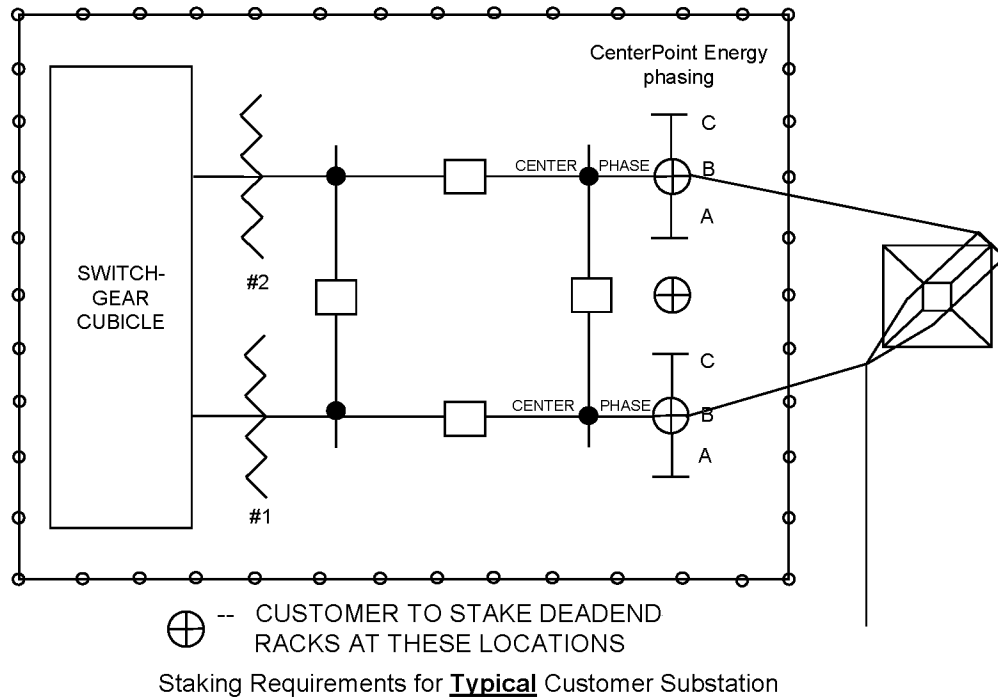 CenterPoint Energy
phasing
C
CENTER PHASE B
A
SWITCH-
GEAR
CUBICLE
#2
C
CENTER PHASE B
A
#1
-- CUSTOMER TO STAKE DEADEND
RACKS AT THESE LOCATIONS
Staking Requirements for Typical Customer Substation